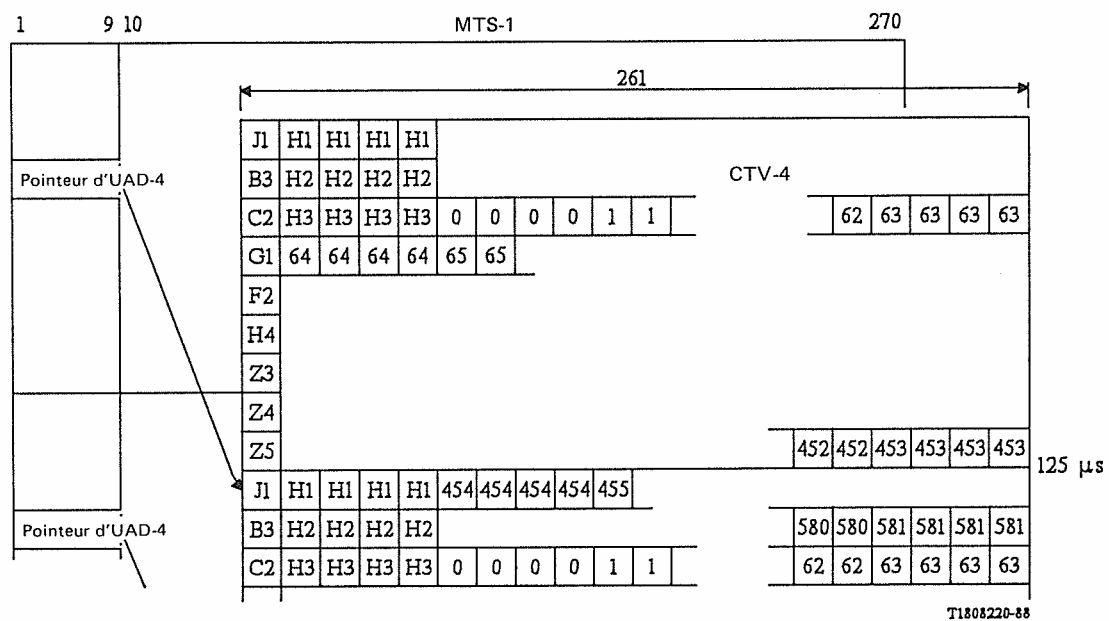 1 9 10 MTS-1 270
261
J1 H1 H1 H1 H1
Pointeur d'UAD-4 B3 H2 H2 H2 H2 CTV-4
C2 H3 H3 H3 H3 0 0 0 0 1 1 62 63 63 63 63
G1 64 64 64 64 65 65
F2
H4
Z3
Z4
Z5 452 452 453 453 453 453
125 µs
J1 H1 H1 H1 H1 454 454 454 454 455
Pointeur d'UAD-4 B3 H2 H2 H2 H2 580 580 581 581 581 581
C2 H3 H3 H3 H3 0 0 0 0 1 1 62 62 63 63 63 63
T1808220-88